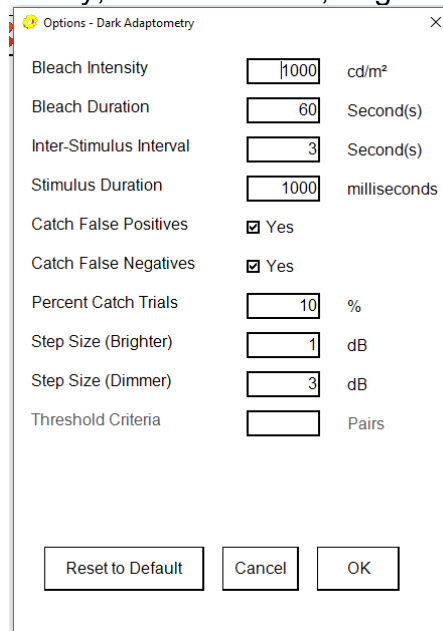 Options - Dark Adaptometry
Bleach Intensity 1000 cd/m²
Bleach Duration 60 Second(s)
Inter-Stimulus Interval 3 Second(s)
Stimulus Duration 1000 milliseconds
Catch False Positives Yes
Catch False Negatives Yes
Percent Catch Trials 10 %
Step Size (Brighter) 1 dB
Step Size (Dimmer) 3 dB
Threshold Criteria Pairs
Reset to Default Cancel OK